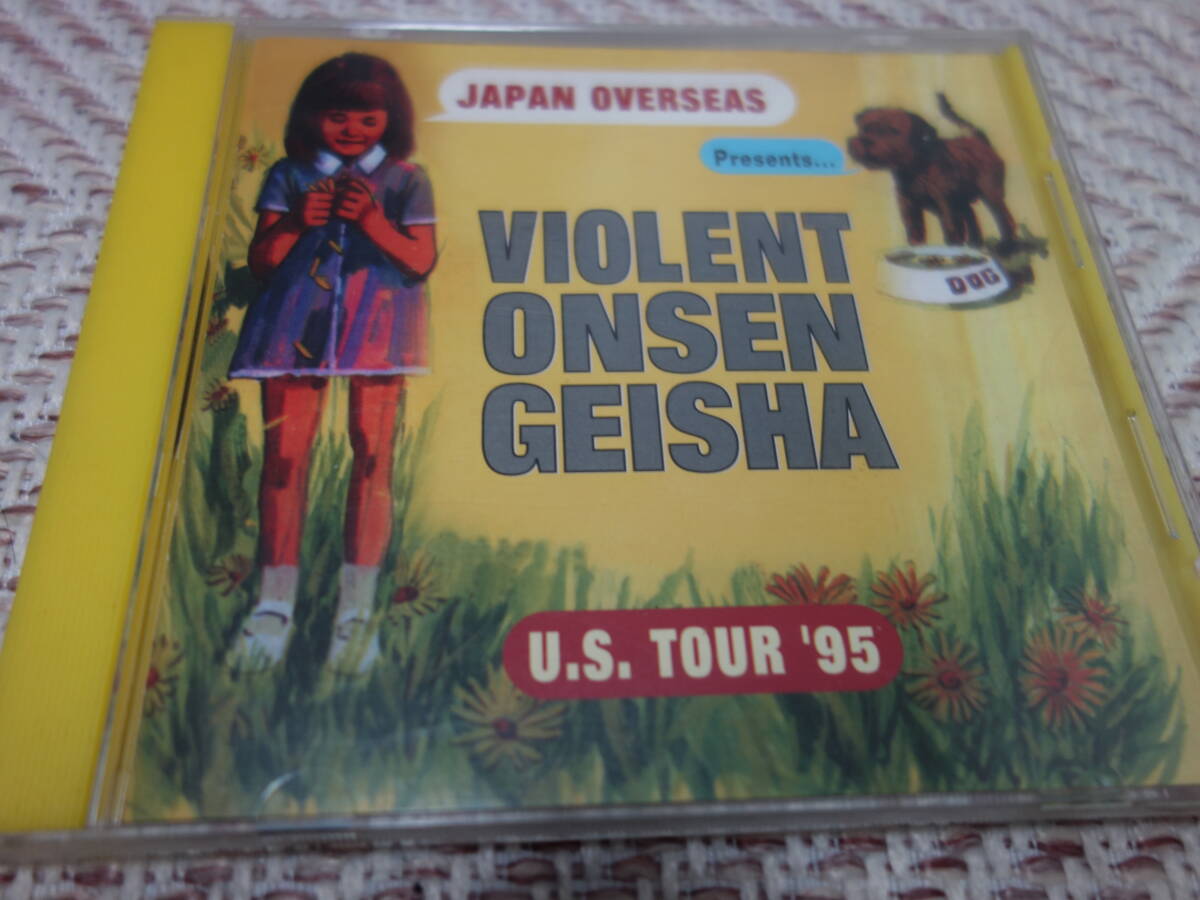 JAPAN OVERSEAS
Presents...
VIOLENT
ONSEN
GEISHA
DOG
U.S. TOUR '95